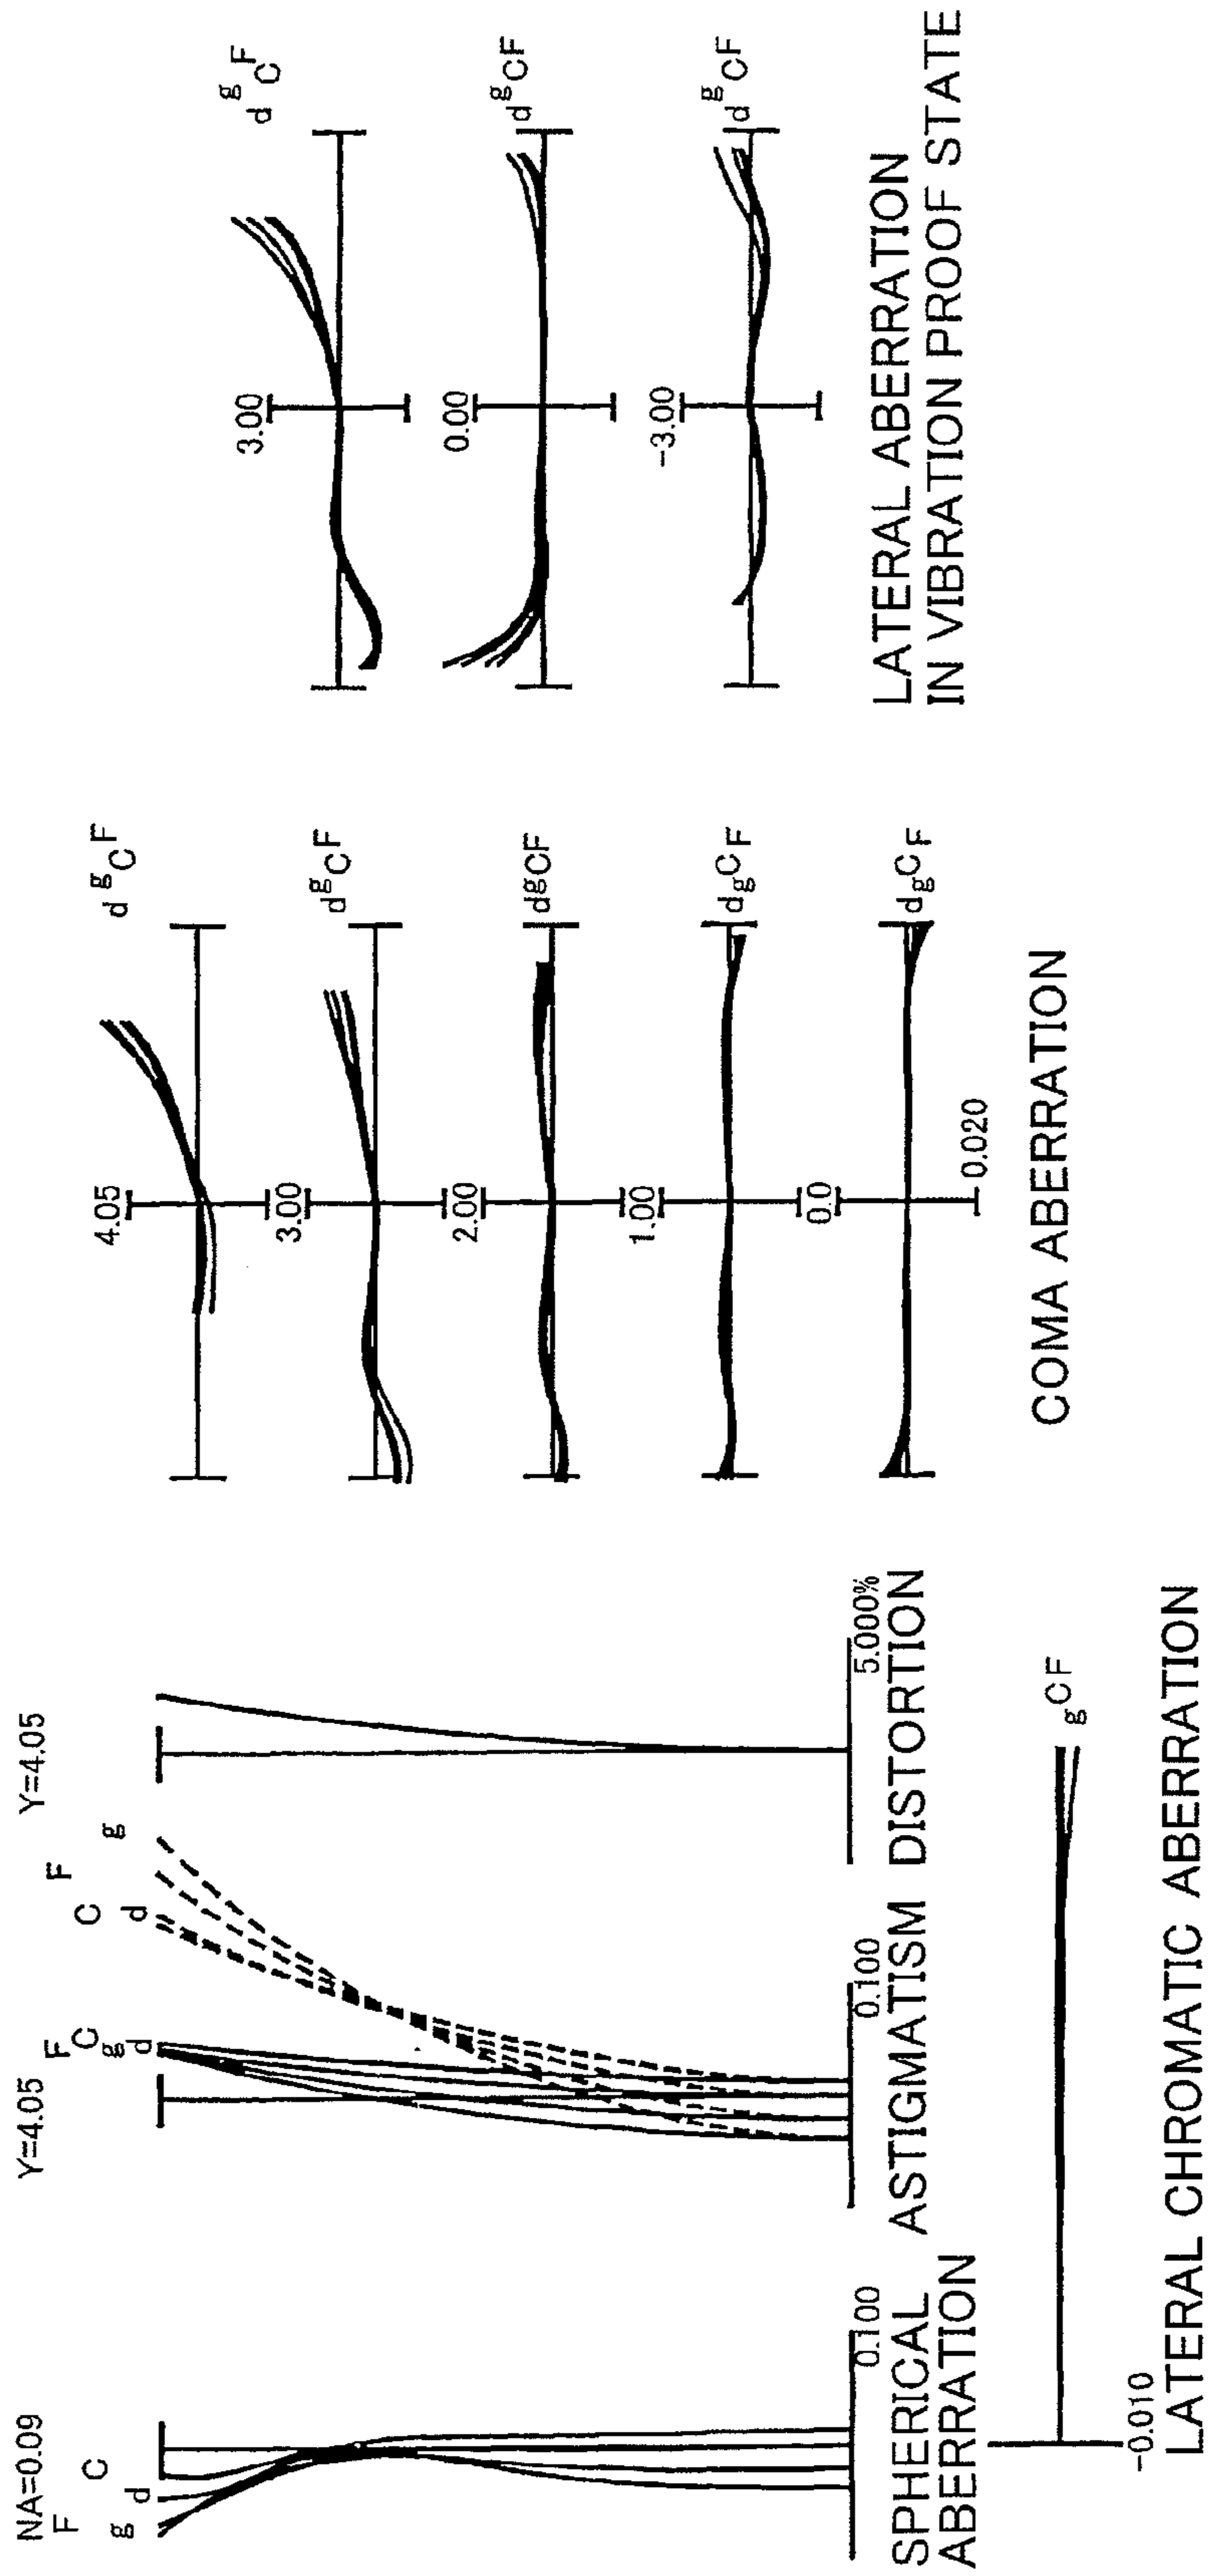 NA=0.09
F
C
g d
SPHERICAL
ABERRATION
0.100
Y=4.05
F C
g d
C F
d g
ASTIGMATISM
0.100
Y=4.05
DISTORTION
5.000%
LATERAL CHROMATIC ABERRATION
-0.010
g C F
4.05
d g C F
3.00
d g C F
2.00
d g C F
1.00
d g C F
0.0
d g C F
0.020
COMA ABERRATION
3.00
d g C F
0.00
d g C F
-3.00
d g C F
LATERAL ABERRATION
IN VIBRATION PROOF STATE